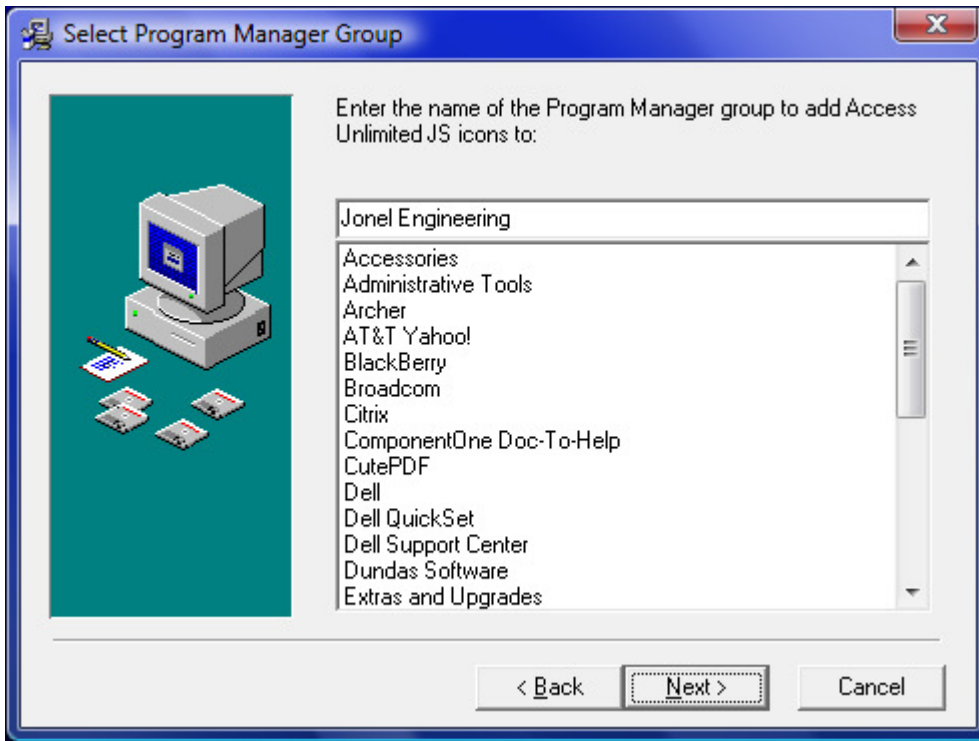 Select Program Manager Group
Enter the name of the Program Manager group to add Access
Unlimited JS icons to:
Jonel Engineering
Accessories
Administrative Tools
Archer
AT&T Yahoo!
BlackBerry
Broadcom
Citrix
ComponentOne Doc-To-Help
CutePDF
Dell
Dell QuickSet
Dell Support Center
Dundas Software
Extras and Upgrades
< Back
Next >
Cancel